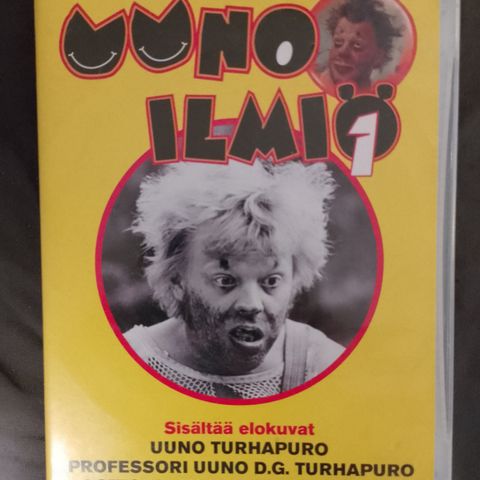 UUNO
ILMIÖ
1
Sisältää elokuvat
UUNO TURHAPURO
PROFESSORI UUNO D.G. TURHAPURO